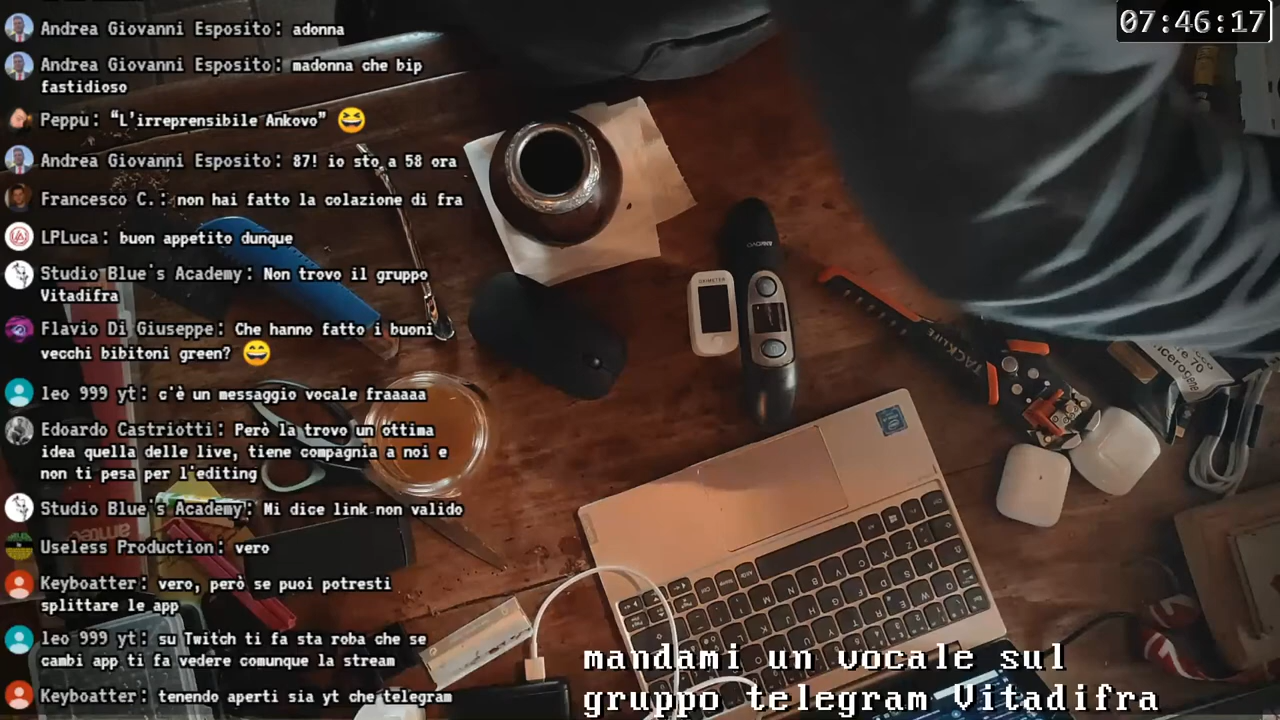 07:46:17
Andrea Giovanni Esposito: adonna
Andrea Giovanni Esposito: madonna che bip
fastidioso
Peppu: “L'irreprensibile Ankovo” 😆
Andrea Giovanni Esposito: 87! io sto a 58 ora
Francesco C.: non hai fatto la colazione di fra
LPLuca: buon appetito dunque
Studio Blue's Academy: Non trovo il gruppo
Vitadifra
Flavio Di Giuseppe: Che hanno fatto i buoni
vecchi bibitoni green? 😄
leo 999 yt: c'è un messaggio vocale fraaaaa
Edoardo Castriotti: Però la trovo un ottima
idea quella delle live, tiene compagnia a noi e
non ti pesa per l'editing
Studio Blue's Academy: Mi dice link non valido
Useless Production: vero
Keyboatter: vero, però se puoi potresti
splittare le app
leo 999 yt: su Twitch ti fa sta roba che se
cambi app ti fa vedere comunque la stream
Keyboatter: tenendo aperti sia yt che telegram
OXIMETER
ANKOVO
mandami un vocale sul
gruppo telegram Vitadifra